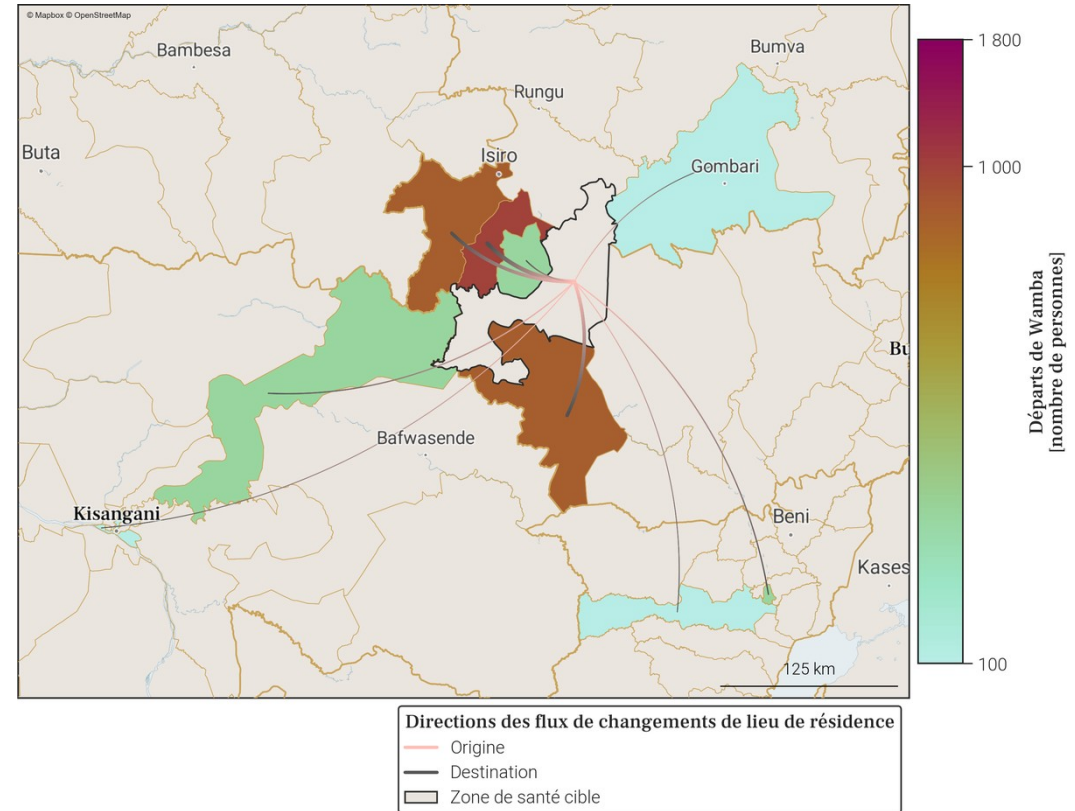 © Mapbox © OpenStreetMap
Bambesa
Bumva
Rungu
Buta
Isiro
Gombari
Bu
Bafwasende
Kisangani
Beni
Kases
125 km
1 800
1 000
100
Départs de Wamba
[nombre de personnes]
Directions des flux de changements de lieu de résidence
Origine
Destination
Zone de santé cible